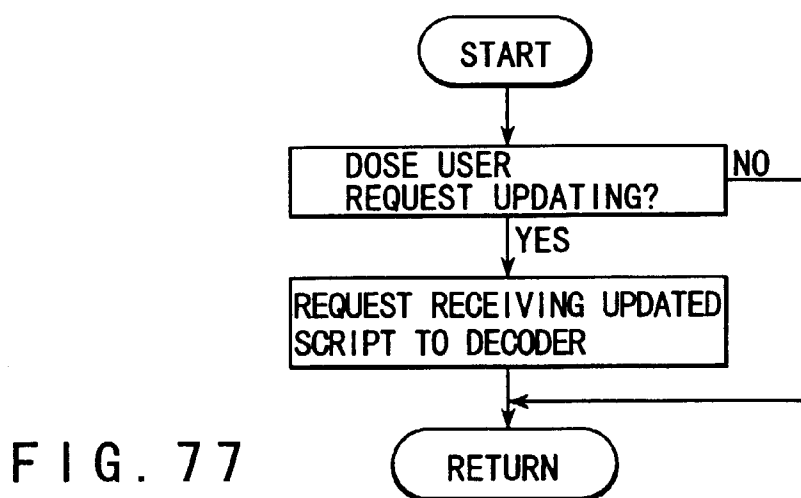 START
DOSE USER
REQUEST UPDATING?
NO
YES
REQUEST RECEIVING UPDATED
SCRIPT TO DECODER
RETURN
FIG. 77